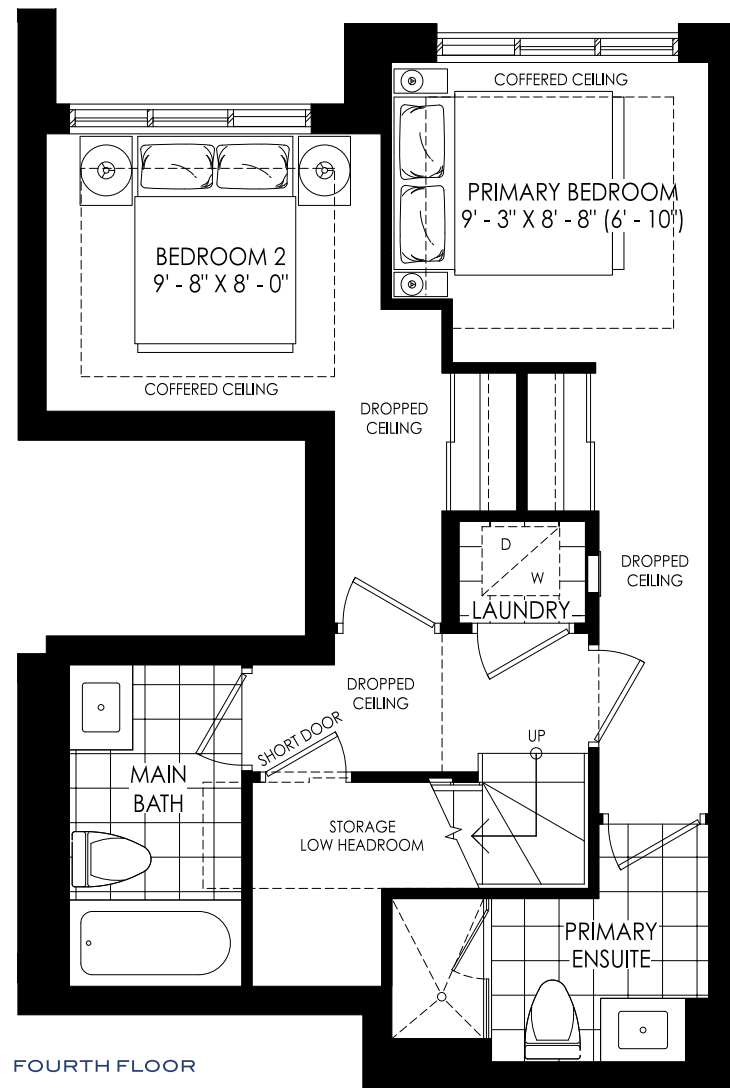 COFFERED CEILING
PRIMARY BEDROOM
9' - 3" X 8' - 8" (6' - 10")
BEDROOM 2
9' - 8" X 8' - 0"
COFFERED CEILING
DROPPED
CEILING
D
W
LAUNDRY
DROPPED
CEILING
DROPPED
CEILING
SHORT DOOR
UP
MAIN
BATH
STORAGE
LOW HEADROOM
PRIMARY
ENSUITE
FOURTH FLOOR